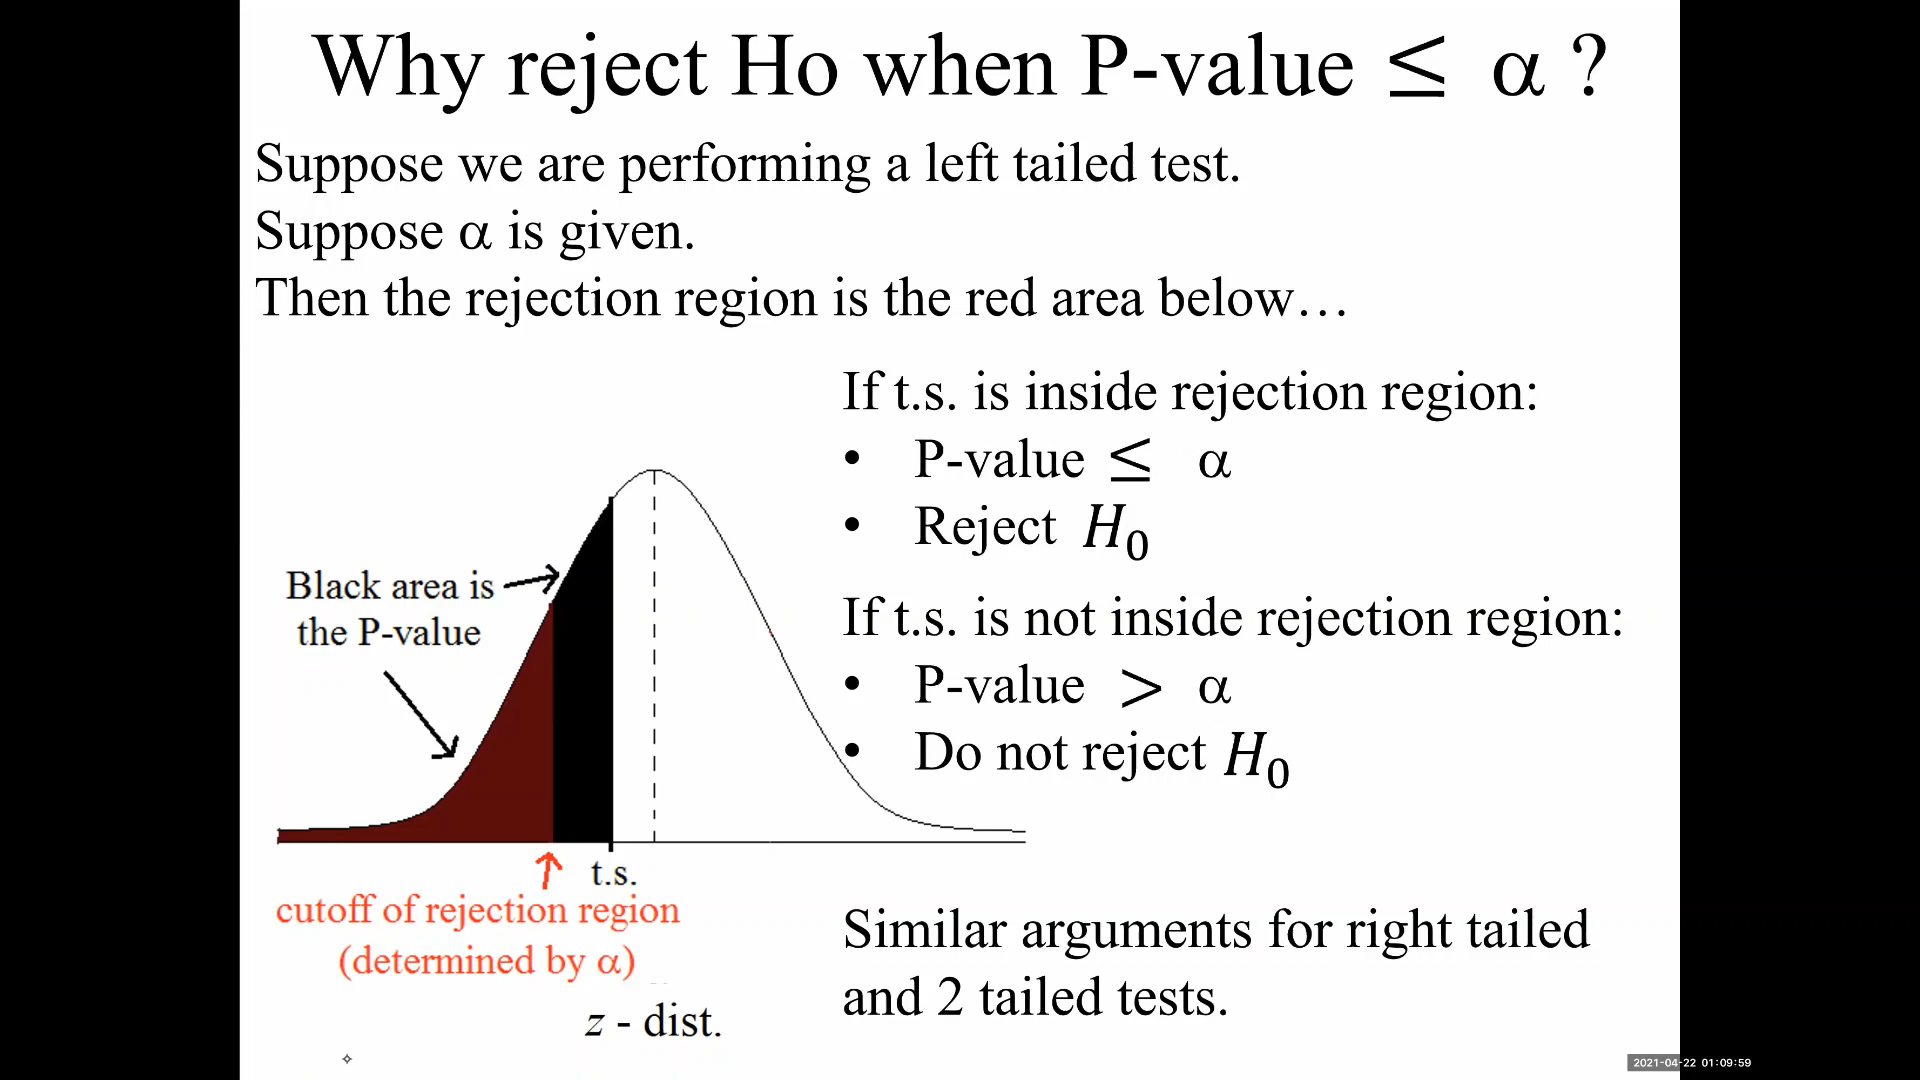 Why reject Ho when P-value ≤ α ?
Suppose we are performing a left tailed test.
Suppose α is given.
Then the rejection region is the red area below…
If t.s. is inside rejection region:
• P-value ≤ α
• Reject H₀
If t.s. is not inside rejection region:
• P-value > α
• Do not reject H₀
Black area is
the P-value
t.s.
cutoff of rejection region
(determined by α)
z - dist.
Similar arguments for right tailed
and 2 tailed tests.
2021-04-22 01:09:59